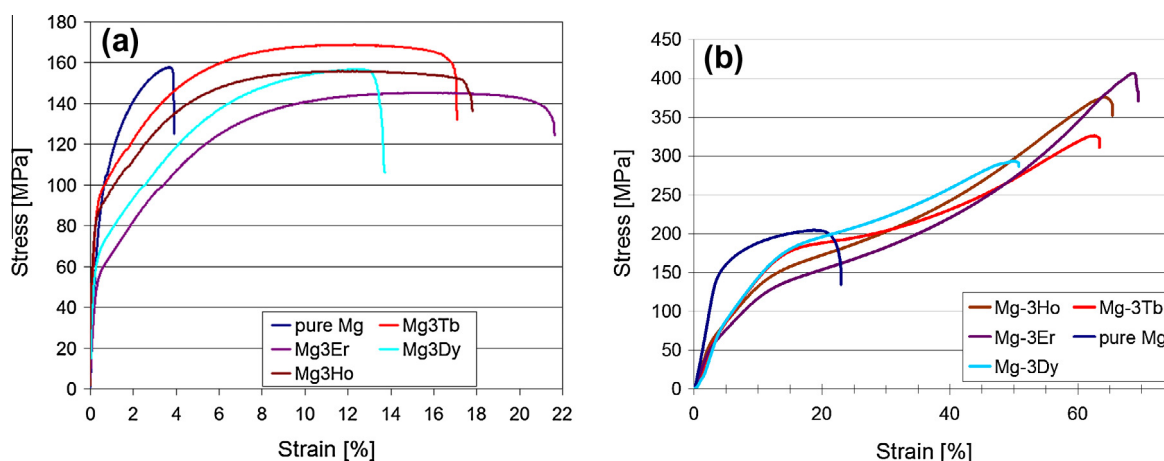 (a)
Stress [MPa]
180
160
140
120
100
80
60
40
20
0
0 2 4 6 8 10 12 14 16 18 20 22
Strain [%]
pure Mg Mg3Tb
Mg3Er Mg3Dy
Mg3Ho
(b)
Stress [MPa]
450
400
350
300
250
200
150
100
50
0
0 20 40 60
Strain [%]
Mg-3Ho Mg-3Tb
Mg-3Er pure Mg
Mg-3Dy